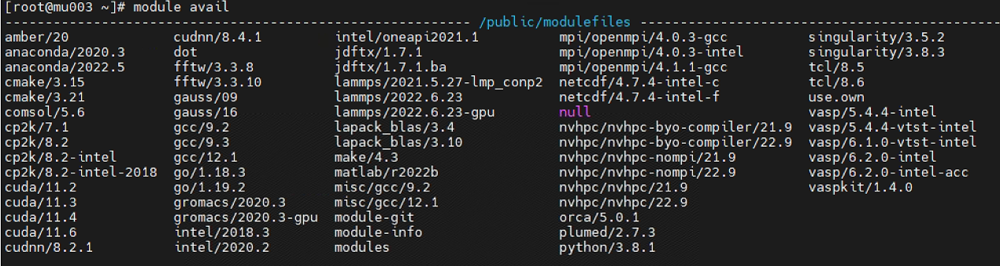 [root@mu003 ~]# module avail
------------------------------------------------------------- /public/modulefiles -----------------------------------------------
amber/20 cudnn/8.4.1 intel/oneapi2021.1 mpi/openmpi/4.0.3-gcc singularity/3.5.2
anaconda/2020.3 dot jdftx/1.7.1 mpi/openmpi/4.0.3-intel singularity/3.8.3
anaconda/2022.5 fftw/3.3.8 jdftx/1.7.1.ba mpi/openmpi/4.1.1-gcc tcl/8.5
cmake/3.15 fftw/3.3.10 lammps/2021.5.27-lmp_conp2 netcdf/4.7.4-intel-c tcl/8.6
cmake/3.21 gauss/09 lammps/2022.6.23 netcdf/4.7.4-intel-f use.own
comsol/5.6 gauss/16 lammps/2022.6.23-gpu null vasp/5.4.4-intel
cp2k/7.1 gcc/9.2 lapack_blas/3.4 nvhpc/nvhpc-byo-compiler/21.9 vasp/5.4.4-vtst-intel
cp2k/8.2 gcc/9.3 lapack_blas/3.10 nvhpc/nvhpc-byo-compiler/22.9 vasp/6.1.0-vtst-intel
cp2k/8.2-intel gcc/12.1 make/4.3 nvhpc/nvhpc-nompi/21.9 vasp/6.2.0-intel
cp2k/8.2-intel-2018 go/1.18.3 matlab/r2022b nvhpc/nvhpc-nompi/22.9 vasp/6.2.0-intel-acc
cuda/11.2 go/1.19.2 misc/gcc/9.2 nvhpc/nvhpc/21.9 vaspkit/1.4.0
cuda/11.3 gromacs/2020.3 misc/gcc/12.1 nvhpc/nvhpc/22.9
cuda/11.4 gromacs/2020.3-gpu module-git orca/5.0.1
cuda/11.6 intel/2018.3 module-info plumed/2.7.3
cudnn/8.2.1 intel/2020.2 modules python/3.8.1